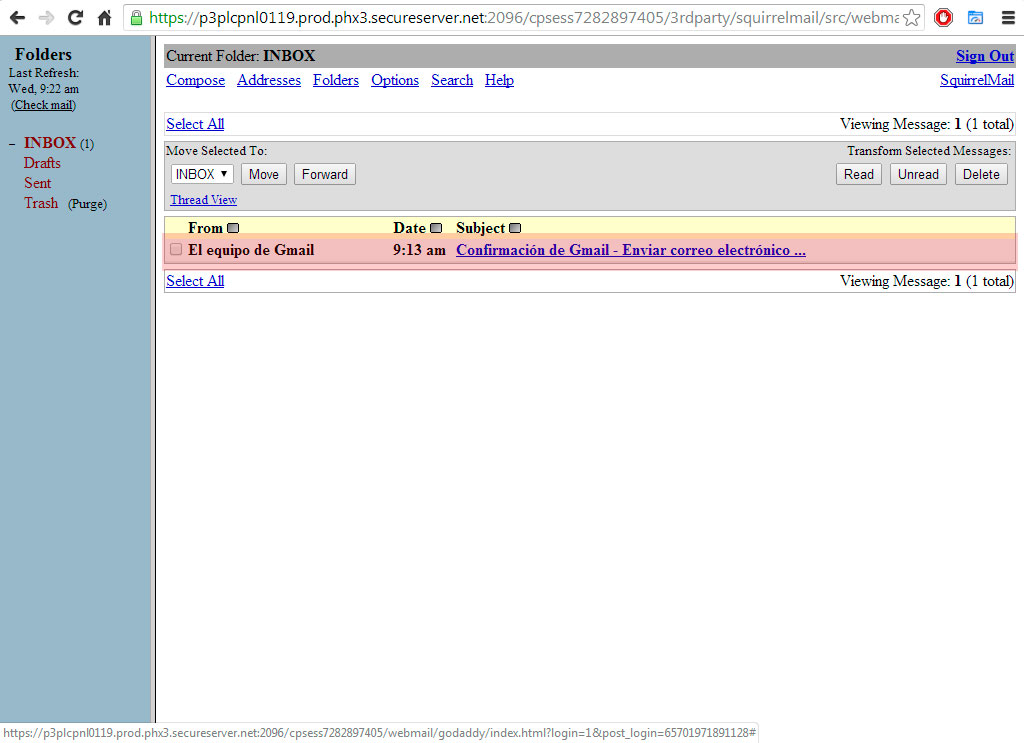 https://p3plcpnl0119.prod.phx3.secureserver.net:2096/cpsess7282897405/3rdparty/squirrelmail/src/webma
Folders
Last Refresh:
Wed, 9:22 am
(Check mail)
– INBOX (1)
Drafts
Sent
Trash (Purge)
Current Folder: INBOX Sign Out
Compose Addresses Folders Options Search Help SquirrelMail
Select All Viewing Message: 1 (1 total)
Move Selected To: Transform Selected Messages:
INBOX ▼ Move Forward Read Unread Delete
Thread View
From Date Subject
El equipo de Gmail 9:13 am Confirmación de Gmail - Enviar correo electrónico ...
Select All Viewing Message: 1 (1 total)
https://p3plcpnl0119.prod.phx3.secureserver.net:2096/cpsess7282897405/webmail/godaddy/index.html?login=1&post_login=65701971891128#